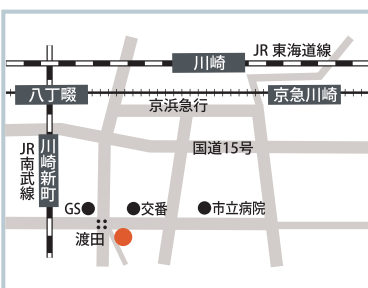 JR 東海道線
川崎
八丁畷
京急川崎
京浜急行
国道15号
JR南武線
川崎新町
GS
交番
市立病院
渡田